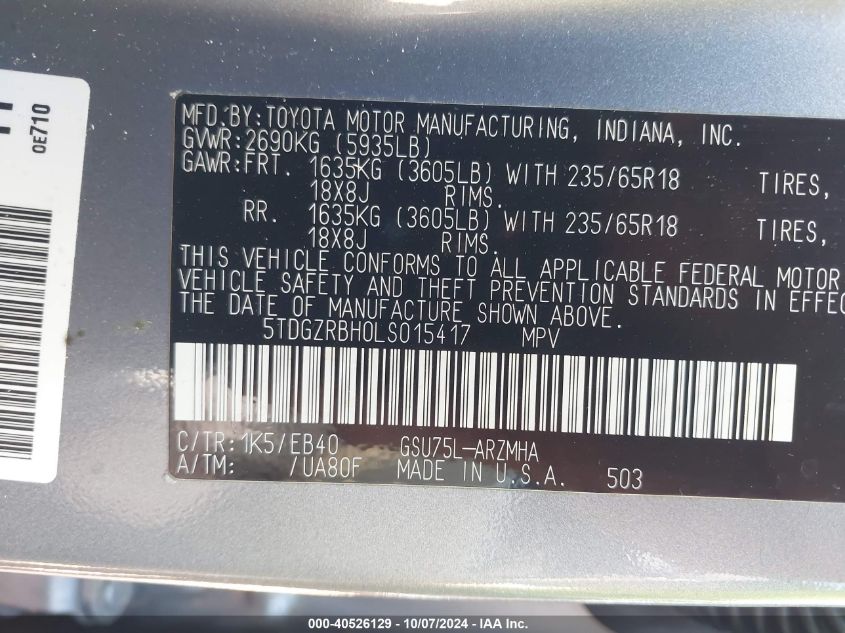 11
0E710
MFD.BY:TOYOTA MOTOR MANUFACTURING, INDIANA, INC.
GVWR:2690KG (5935LB)
GAWR:FRT. 1635KG (3605LB) WITH 235/65R18 TIRES,
18X8J RIMS.
RR. 1635KG (3605LB) WITH 235/65R18 TIRES,
18X8J RIMS.
THIS VEHICLE CONFORMS TO ALL APPLICABLE FEDERAL MOTOR
VEHICLE SAFETY AND THEFT PREVENTION STANDARDS IN EFFEC
THE DATE OF MANUFACTURE SHOWN ABOVE.
5TDGZRBH0LS015417 MPV
C/TR:1K5/EB40 GSU75L-ARZMHA
A/TM: /UA80F MADE IN U.S.A. 503
000-40526129 - 10/07/2024 - IAA Inc.